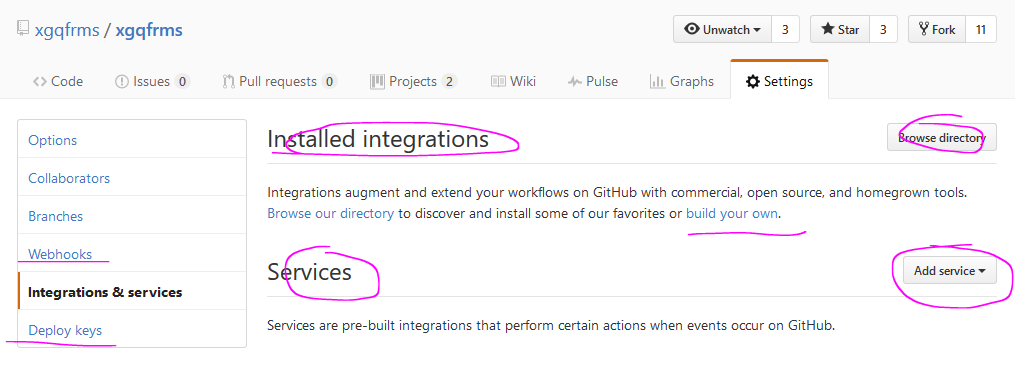 xgqfrms / xgqfrms
Unwatch 3 Star 3 Fork 11
Code Issues 0 Pull requests 0 Projects 2 Wiki Pulse Graphs Settings
Options
Collaborators
Branches
Webhooks
Integrations & services
Deploy keys
Installed integrations
Browse directory
Integrations augment and extend your workflows on GitHub with commercial, open source, and homegrown tools.
Browse our directory to discover and install some of our favorites or build your own.
Services
Add service
Services are pre-built integrations that perform certain actions when events occur on GitHub.